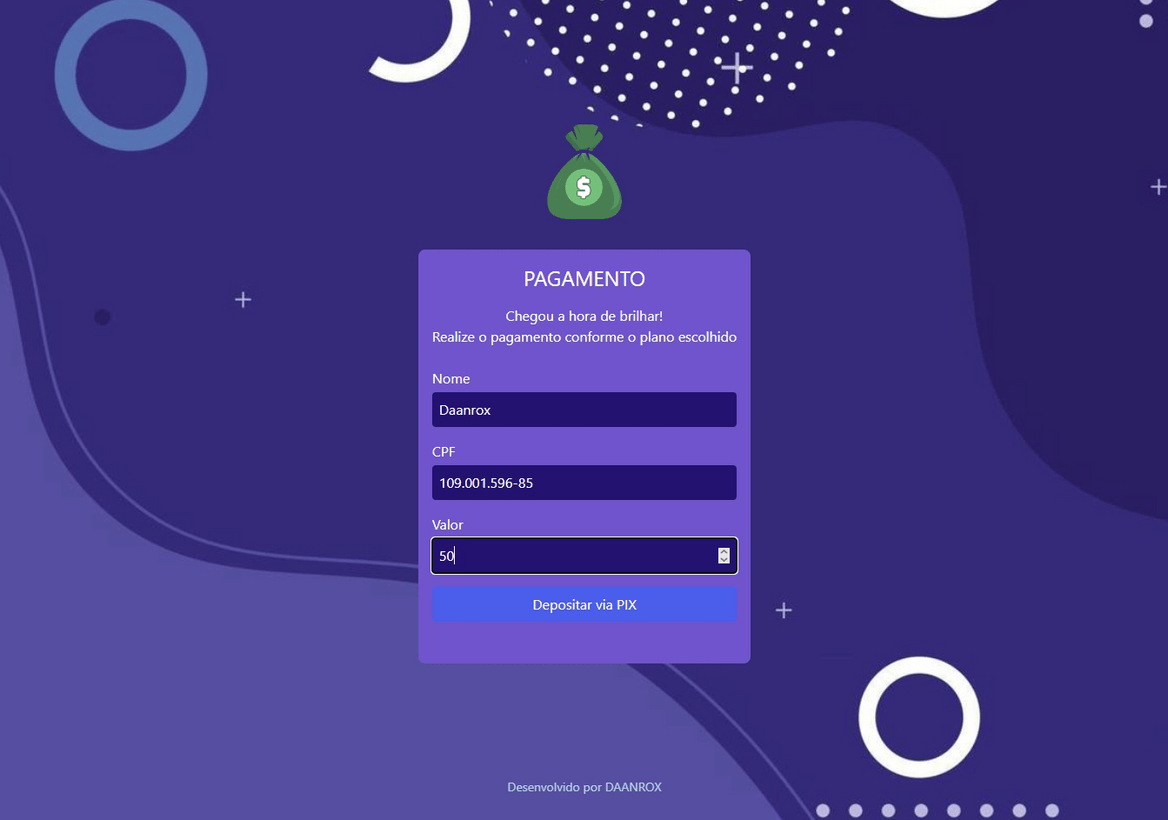 $
PAGAMENTO
Chegou a hora de brilhar!
Realize o pagamento conforme o plano escolhido
Nome
Daanrox
CPF
109.001.596-85
Valor
50
Depositar via PIX
Desenvolvido por DAANROX